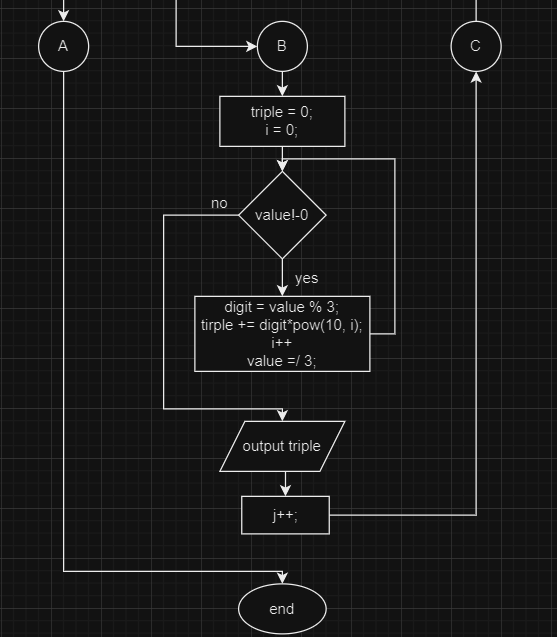 A
B
C
triple = 0;
i = 0;
no
value!-0
yes
digit = value % 3;
tirple += digit*pow(10, i);
i++
value =/ 3;
output triple
j++;
end